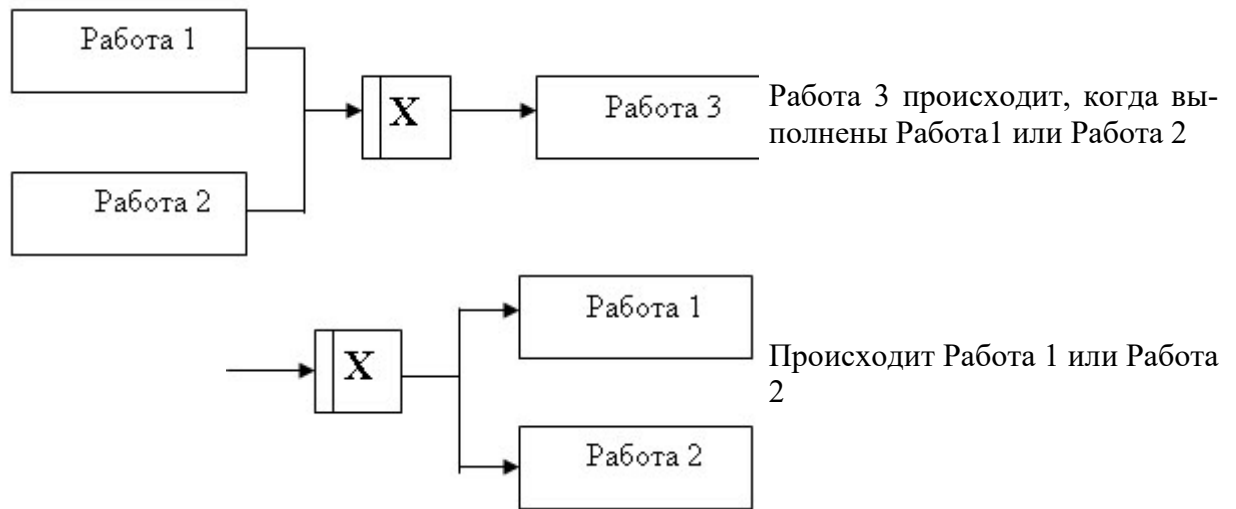 Работа 1
X
Работа 3
Работа 3 происходит, когда вы-
полнены Работа1 или Работа 2
Работа 2
Работа 1
X
Происходит Работа 1 или Работа
2
Работа 2